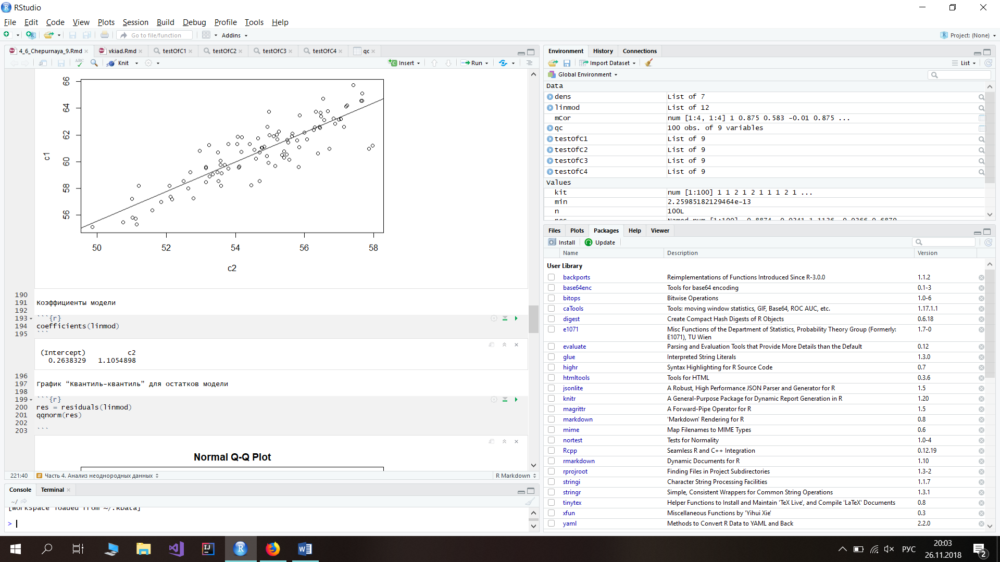 RStudio
File Edit Code View Plots Session Build Debug Profile Tools Help
Go to file/function Addins Project: (None)
4_6_Chepurnaya_9.Rmd vkiad.Rmd testOfC1 testOfC2 testOfC3 testOfC4 qc
ABC Knit Insert Run
66
64
62
60
58
56
c1
50 52 54 56 58
c2
190
191 Коэффициенты модели
192
193 ```{r}
194 coefficients(linmod)
195 ```
(Intercept) c2
0.2638329 1.1054898
196
197 График “Квантиль-квантиль” для остатков модели
198
199 ```{r}
200 res = residuals(linmod)
201 qqnorm(res)
202
203 ```
Normal Q-Q Plot
221:40 Часть 4. Анализ неоднородных данных R Markdown
Console Terminal
~/
[Workspace loaded from ~/.RData]
>
Environment History Connections
Import Dataset List
Global Environment
Data
dens List of 7
linmod List of 12
mCor num [1:4, 1:4] 1 0.875 0.583 -0.01 0.875 ...
qc 100 obs. of 9 variables
testOfC1 List of 9
testOfC2 List of 9
testOfC3 List of 9
testOfC4 List of 9
Values
kit num [1:100] 1 1 2 1 2 1 1 1 2 1 ...
min 2.25985182129464e-13
n 100L
res Named num [1:100] -0.8874 -0.0341 1.1136 -0.0366 0.6879
Files Plots Packages Help Viewer
Install Update
Name Description Version
User Library
backports Reimplementations of Functions Introduced Since R-3.0.0 1.1.2
base64enc Tools for base64 encoding 0.1-3
bitops Bitwise Operations 1.0-6
caTools Tools: moving window statistics, GIF, Base64, ROC AUC, etc. 1.17.1.1
digest Create Compact Hash Digests of R Objects 0.6.18
e1071 Misc Functions of the Department of Statistics, Probability Theory Group (Formerly: 1.7-0
E1071), TU Wien
evaluate Parsing and Evaluation Tools that Provide More Details than the Default 0.12
glue Interpreted String Literals 1.3.0
highr Syntax Highlighting for R Source Code 0.7
htmltools Tools for HTML 0.3.6
jsonlite A Robust, High Performance JSON Parser and Generator for R 1.5
knitr A General-Purpose Package for Dynamic Report Generation in R 1.20
magrittr A Forward-Pipe Operator for R 1.5
markdown 'Markdown' Rendering for R 0.8
mime Map Filenames to MIME Types 0.6
nortest Tests for Normality 1.0-4
Rcpp Seamless R and C++ Integration 0.12.19
rmarkdown Dynamic Documents for R 1.10
rprojroot Finding Files in Project Subdirectories 1.3-2
stringi Character String Processing Facilities 1.1.7
stringr Simple, Consistent Wrappers for Common String Operations 1.3.1
tinytex Helper Functions to Install and Maintain 'TeX Live', and Compile 'LaTeX' Documents 0.8
xfun Miscellaneous Functions by 'Yihui Xie' 0.3
yaml Methods to Convert R Data to YAML and Back 2.2.0
РУС 20:03
26.11.2018 2